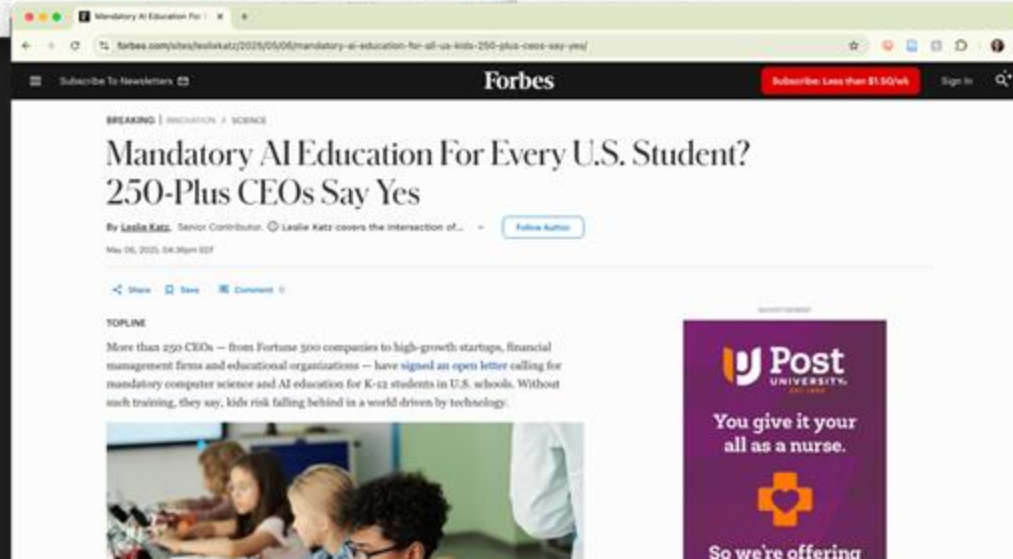 Mandatory AI Education For
forbes.com/sites/lesliekatz/2025/05/06/mandatory-ai-education-for-all-us-kids-250-plus-ceos-say-yes/
Subscribe To Newsletters
Forbes
Subscribe: Less than $1.50/wk
Sign In
BREAKING | INNOVATION > SCIENCE
Mandatory AI Education For Every U.S. Student?
250-Plus CEOs Say Yes
By Leslie Katz, Senior Contributor. Leslie Katz covers the intersection of...
Follow Author
May 06, 2025, 04:36pm EDT
Share
Save
Comment 0
TOPLINE
More than 250 CEOs — from Fortune 500 companies to high-growth startups, financial
management firms and educational organizations — have signed an open letter calling for
mandatory computer science and AI education for K-12 students in U.S. schools. Without
such training, they say, kids risk falling behind in a world driven by technology.
ADVERTISEMENT
Post
UNIVERSITY
You give it your
all as a nurse.
So we're offering